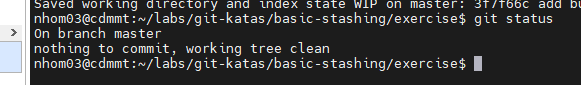 Saved working directory and index state WIP on master: 3f7f66c add bu
nhom03@cdmmt:~/labs/git-katas/basic-stashing/exercise$ git status
On branch master
nothing to commit, working tree clean
nhom03@cdmmt:~/labs/git-katas/basic-stashing/exercise$